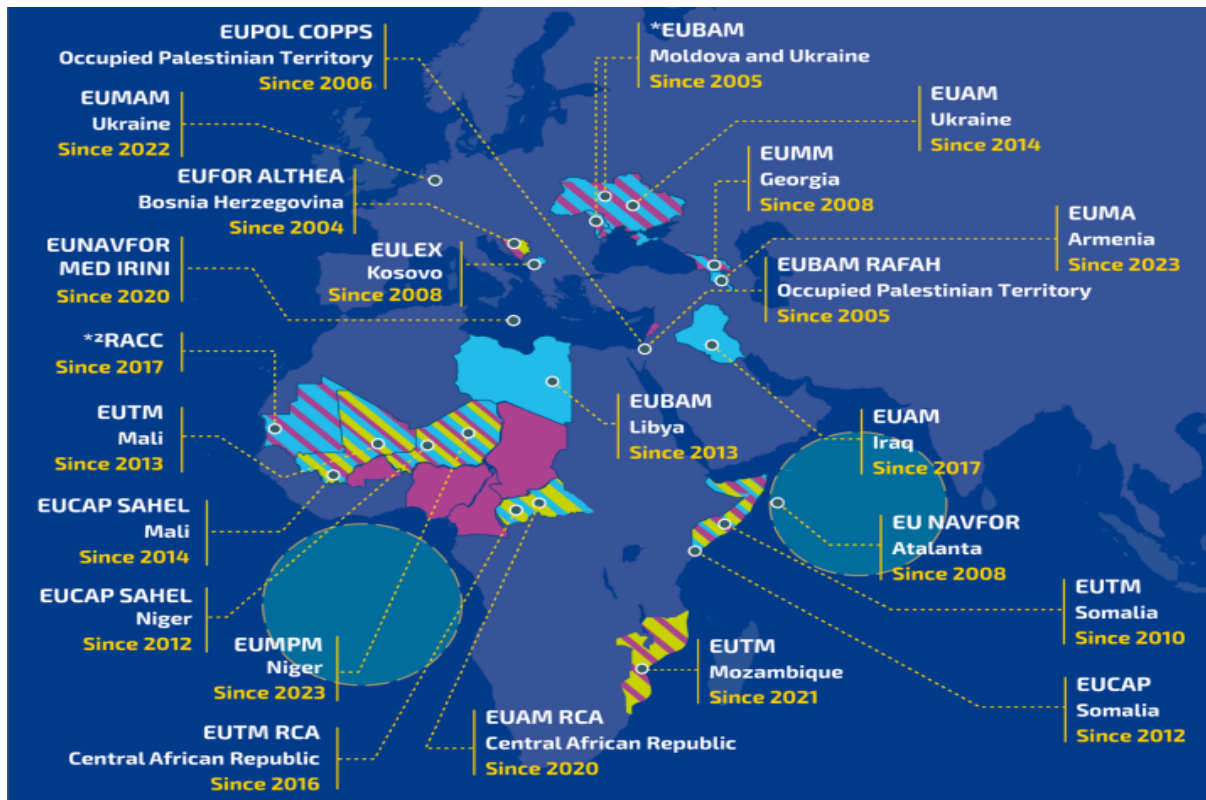 EUPOL COPPS
Occupied Palestinian Territory
Since 2006
*EUBAM
Moldova and Ukraine
Since 2005
EUMAM
Ukraine
Since 2022
EUAM
Ukraine
Since 2014
EUFOR ALTHEA
Bosnia Herzegovina
Since 2004
EUMM
Georgia
Since 2008
EUNAVFOR
MED IRINI
Since 2020
EULEX
Kosovo
Since 2008
EUMA
Armenia
Since 2023
EUBAM RAFAH
Occupied Palestinian Territory
Since 2005
*²RACC
Since 2017
EUTM
Mali
Since 2013
EUBAM
Libya
Since 2013
EUAM
Iraq
Since 2017
EUCAP SAHEL
Mali
Since 2014
EU NAVFOR
Atalanta
Since 2008
EUCAP SAHEL
Niger
Since 2012
EUTM
Somalia
Since 2010
EUMPM
Niger
Since 2023
EUTM
Mozambique
Since 2021
EUCAP
Somalia
Since 2012
EUTM RCA
Central African Republic
Since 2016
EUAM RCA
Central African Republic
Since 2020